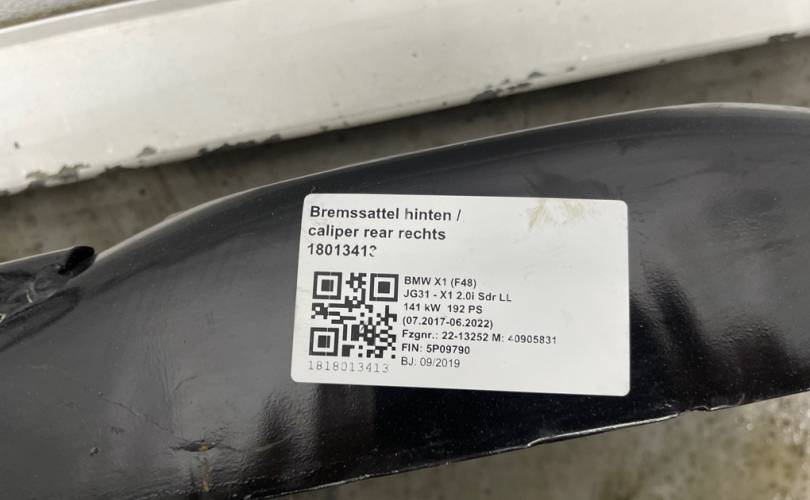 Bremssattel hinten /
caliper rear rechts
18013413
BMW X1 (F48)
JG31 - X1 2.0i Sdr LL
141 kW 192 PS
(07.2017-06.2022)
Fzgnr.: 22-13252 M: 40905831
FIN: 5P09790
BJ: 09/2019
1818013413